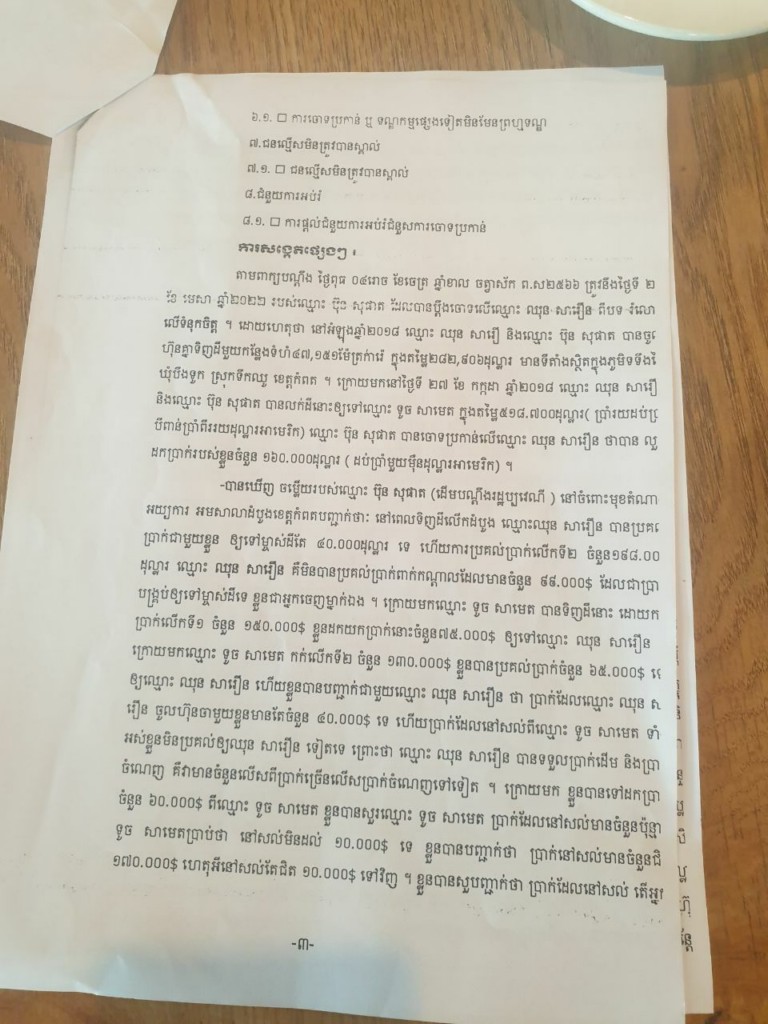 ៦.១. □ ការចោទប្រកាន់ ឬ ទណ្ឌកម្មផ្សេងទៀតមិនមែនព្រហ្មទណ្ឌ
៧.ជនល្មើសមិនត្រូវបានស្គាល់
៧.១. □ ជនល្មើសមិនត្រូវបានស្គាល់
៨.ជំនួយការអប់រំ
៨.១. □ ការផ្តល់ជំនួយការអប់រំជំនួសការចោទប្រកាន់
ការសង្កេតផ្សេងៗ ៖
តាមពាក្យបណ្តឹង ថ្ងៃពុធ ០៤រោច ខែចេត្រ ឆ្នាំខាល ចត្វាស័ក ព.ស២៥៦៦ ត្រូវនឹងថ្ងៃទី ២
ខែ មេសា ឆ្នាំ២០២២ របស់ឈ្មោះ ប៊ុន សុផាត ដែលបានប្តឹងចោទលើឈ្មោះ ឈុន សារឿន ពីបទ រំលោ
លើទំនុកចិត្ត ។ ដោយហេតុថា នៅអំឡុងឆ្នាំ២០១៨ ឈ្មោះ ឈុន សារឿ និងឈ្មោះ ប៊ុន សុផាត បានចូ
ហ៊ុនគ្នាទិញដីមួយកន្លែងទំហំ៤៧,១៥១ម៉ែត្រការ៉េ ក្នុងតម្លៃ២៨២,៩០៦ដុល្លារ មានទីតាំងស្ថិតក្នុងភូមិទទឹង
ឃុំបឹងទូក ស្រុកទឹកឈូ ខេត្តកំពត ។ ក្រោយមកនៅថ្ងៃទី ២៧ ខែ កក្កដា ឆ្នាំ២០១៨ ឈ្មោះ ឈុន សារឿ
និងឈ្មោះ ប៊ុន សុផាត បានលក់ដីនោះឲ្យទៅឈ្មោះ ទូច សាមេត ក្នុងតម្លៃ៥១៨.៧០០ដុល្លារ( ប្រាំរយដប់ប្រ
បីពាន់ប្រាំពីររយដុល្លារអាមេរិក) ឈ្មោះ ប៊ុន សុផាត បានចោទប្រកាន់លើឈ្មោះ ឈុន សារឿន ថាបាន លួ
ដកប្រាក់របស់ខ្លួនចំនួន ១៦០.០០០ដុល្លារ ( ដប់ប្រាំមួយម៉ឺនដុល្លារអាមេរិក) ។
-បានឃើញ ចម្លើយរបស់ឈ្មោះ ប៊ុន សុផាត (ដើមបណ្តឹងរដ្ឋប្បវេណី ) នៅចំពោះមុខតំណា
អយ្យការ អមសាលាដំបូងខេត្តកំពតបញ្ជាក់ថា: នៅពេលទិញដីលើកដំបូង ឈ្មោះឈុន សារឿន បានប្រគ
ប្រាក់ជាមួយខ្លួន ឲ្យទៅម្ចាស់ដីតែ ៤០.០០០ដុល្លារ ទេ ហើយការប្រគល់ប្រាក់លើកទី២ ចំនួន១៩៨.០០
ដុល្លារ ឈ្មោះ ឈុន សារឿន គឺមិនបានប្រគល់ប្រាក់ពាក់កណ្តាលដែលមានចំនួន ៩៩.០០០$ ដែលជាប្រា
បង្គ្រប់ឲ្យទៅម្ចាស់ដីទេ ខ្លួនជាអ្នកចេញម្នាក់ឯង ។ ក្រោយមកឈ្មោះ ទូច សាមេត បានទិញដីនោះ ដោយក
ប្រាក់លើកទី១ ចំនួន ១៥០.០០០$ ខ្លួនដកយកប្រាក់នោះចំនួន៧៥.០០០$ ឲ្យទៅឈ្មោះ ឈុន សារឿន
ក្រោយមកឈ្មោះ ទូច សាមេត កក់លើកទី២ ចំនួន ១៣០.០០០$ ខ្លួនបានប្រគល់ប្រាក់ចំនួន ៦៥.០០០$
ឲ្យឈ្មោះ ឈុន សារឿន ហើយខ្លួនបានបញ្ជាក់ជាមួយឈ្មោះ ឈុន សារឿន ថា ប្រាក់ដែលឈ្មោះ ឈុន ស
រឿន ចូលហ៊ុនជាមួយខ្លួនមានតែចំនួន ៤០.០០០$ ទេ ហើយប្រាក់ដែលនៅសល់ពីឈ្មោះ ទូច សាមេត ទាំ
អស់ខ្លួនមិនប្រគល់ឲ្យឈុន សារឿន ទៀតទេ ព្រោះថា ឈ្មោះ ឈុន សារឿន បានទទួលប្រាក់ដើម និងប្រា
ចំណេញ គឺវាមានចំនួនលើសពីប្រាក់ច្រើនលើសប្រាក់ចំណេញទៅទៀត ។ ក្រោយមក ខ្លួនបានទៅដកប្រា
ចំនួន ៦០.០០០$ ពីឈ្មោះ ទូច សាមេត ខ្លួនបានសួរឈ្មោះ ទូច សាមេត ប្រាក់ដែលនៅសល់មានចំនួនប៉ុន្មា
ទូច សាមេតប្រាប់ថា នៅសល់មិនដល់ ១០.០០០$ ទេ ខ្លួនបានបញ្ជាក់ថា ប្រាក់នៅសល់មានចំនួនជិ
១៧០.០០០$ ហេតុអីនៅសល់តែជិត ១០.០០០$ ទៅវិញ ។ ខ្លួនបានសួបញ្ជាក់ថា ប្រាក់ដែលនៅសល់ តើអ្ន
-៣-